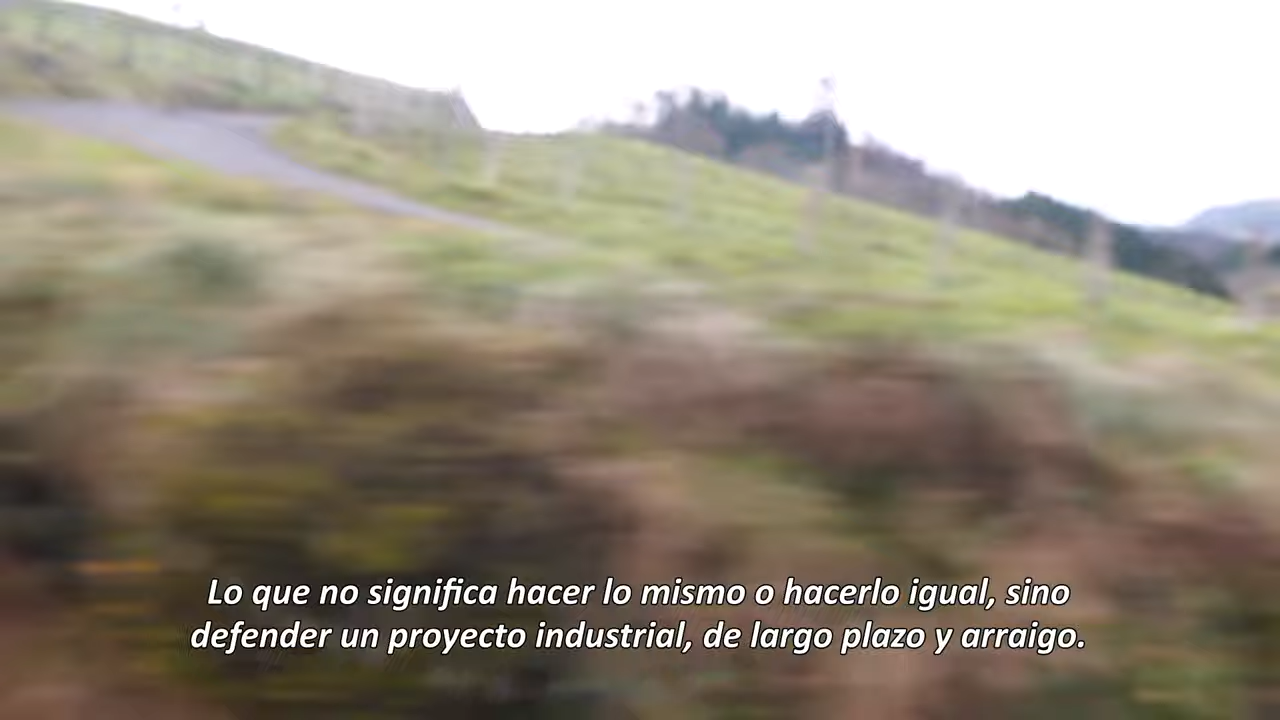 Lo que no significa hacer lo mismo o hacerlo igual, sino
defender un proyecto industrial, de largo plazo y arraigo.